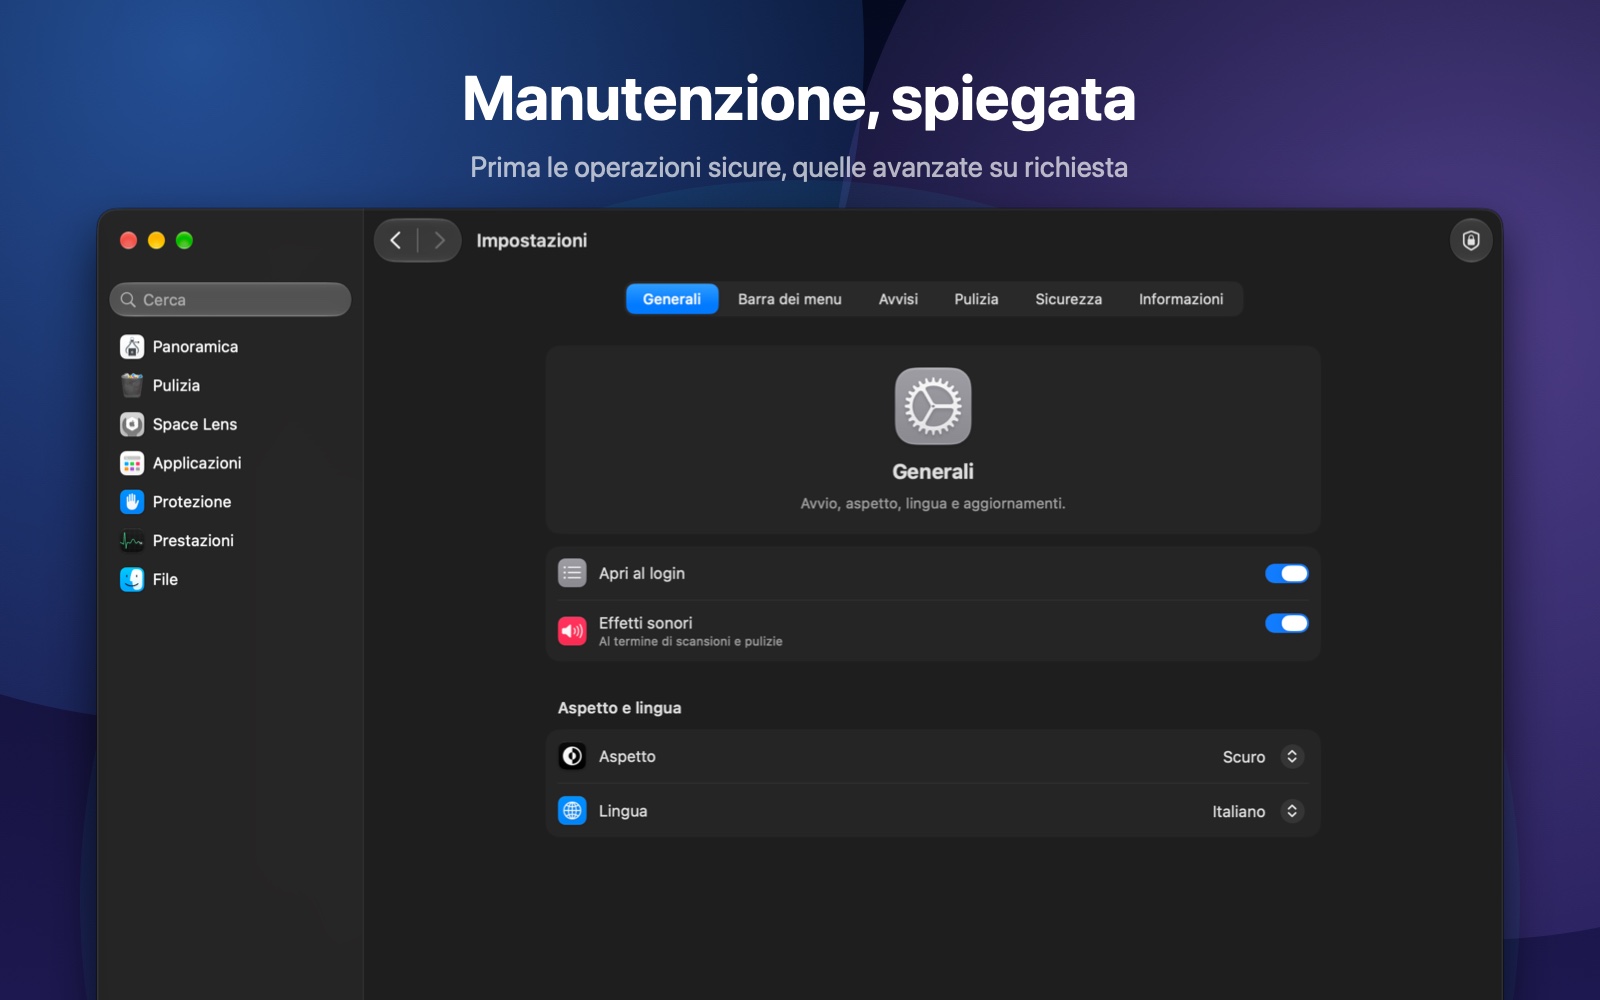 Manutenzione, spiegata
Prima le operazioni sicure, quelle avanzate su richiesta
Impostazioni
Cerca
Panoramica
Pulizia
Space Lens
Applicazioni
Protezione
Prestazioni
File
Generali
Barra dei menu
Avvisi
Pulizia
Sicurezza
Informazioni
Generali
Avvio, aspetto, lingua e aggiornamenti.
Apri al login
Effetti sonori
Al termine di scansioni e pulizie
Aspetto e lingua
Aspetto
Scuro
Lingua
Italiano